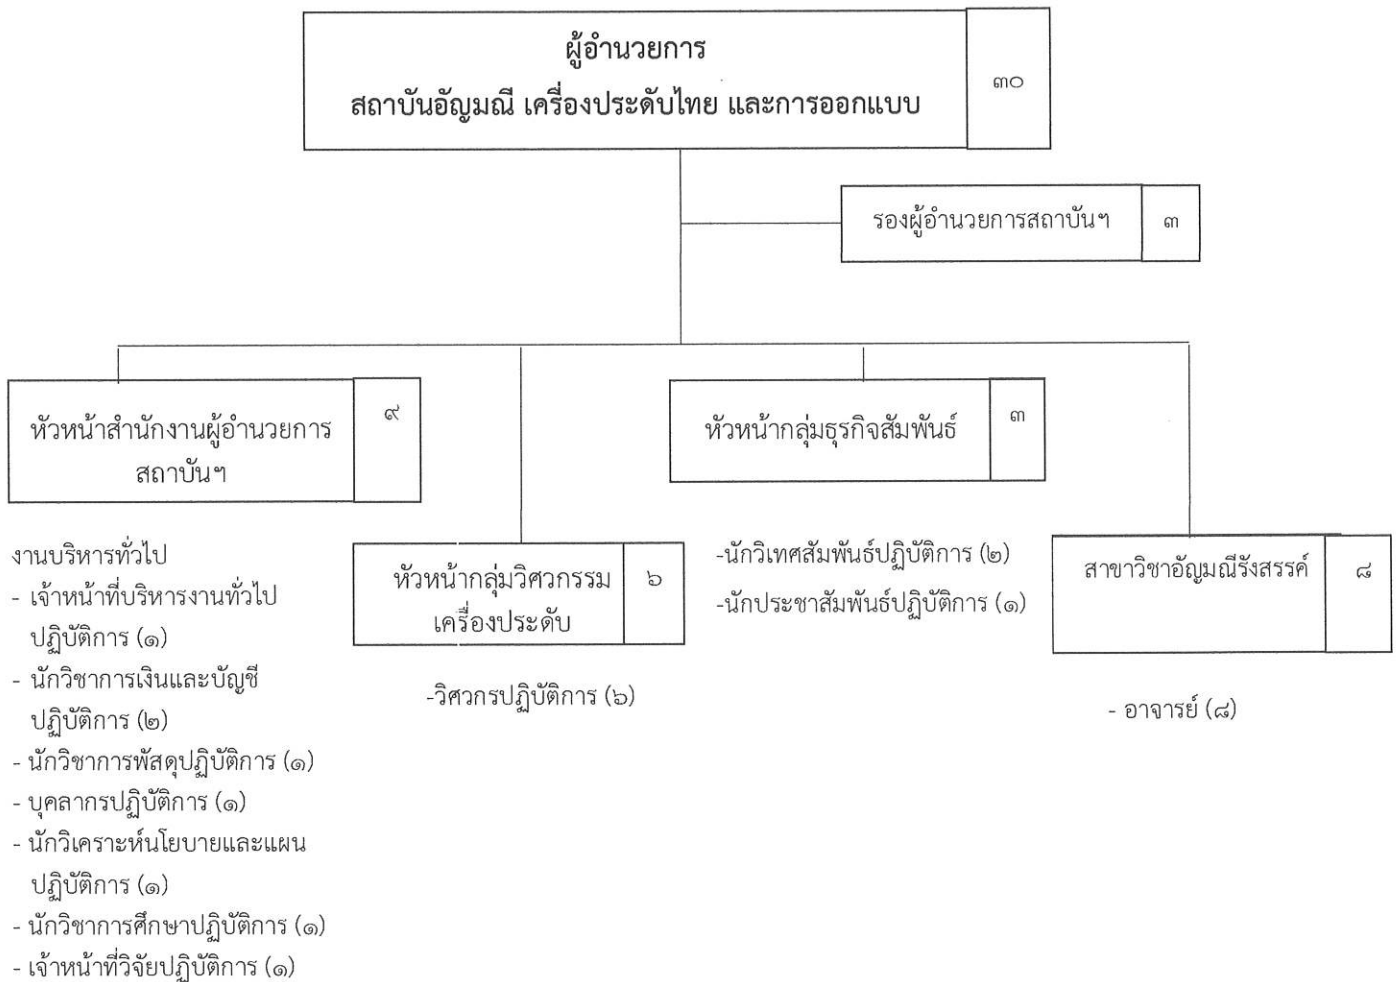 ผู้อำนวยการ
สถาบันอัญมณี เครื่องประดับไทย และการออกแบบ
๓๐
รองผู้อำนวยการสถาบันฯ
๓
หัวหน้าสำนักงานผู้อำนวยการ
สถาบันฯ
๙
งานบริหารทั่วไป
- เจ้าหน้าที่บริหารงานทั่วไป
ปฏิบัติการ (๑)
- นักวิชาการเงินและบัญชี
ปฏิบัติการ (๒)
- นักวิชาการพัสดุปฏิบัติการ (๑)
- บุคลากรปฏิบัติการ (๑)
- นักวิเคราะห์นโยบายและแผน
ปฏิบัติการ (๑)
- นักวิชาการศึกษาปฏิบัติการ (๑)
- เจ้าหน้าที่วิจัยปฏิบัติการ (๑)
หัวหน้ากลุ่มวิศวกรรม
เครื่องประดับ
๖
-วิศวกรปฏิบัติการ (๖)
หัวหน้ากลุ่มธุรกิจสัมพันธ์
๓
-นักวิเทศสัมพันธ์ปฏิบัติการ (๒)
-นักประชาสัมพันธ์ปฏิบัติการ (๑)
สาขาวิชาอัญมณีรังสรรค์
๘
- อาจารย์ (๘)